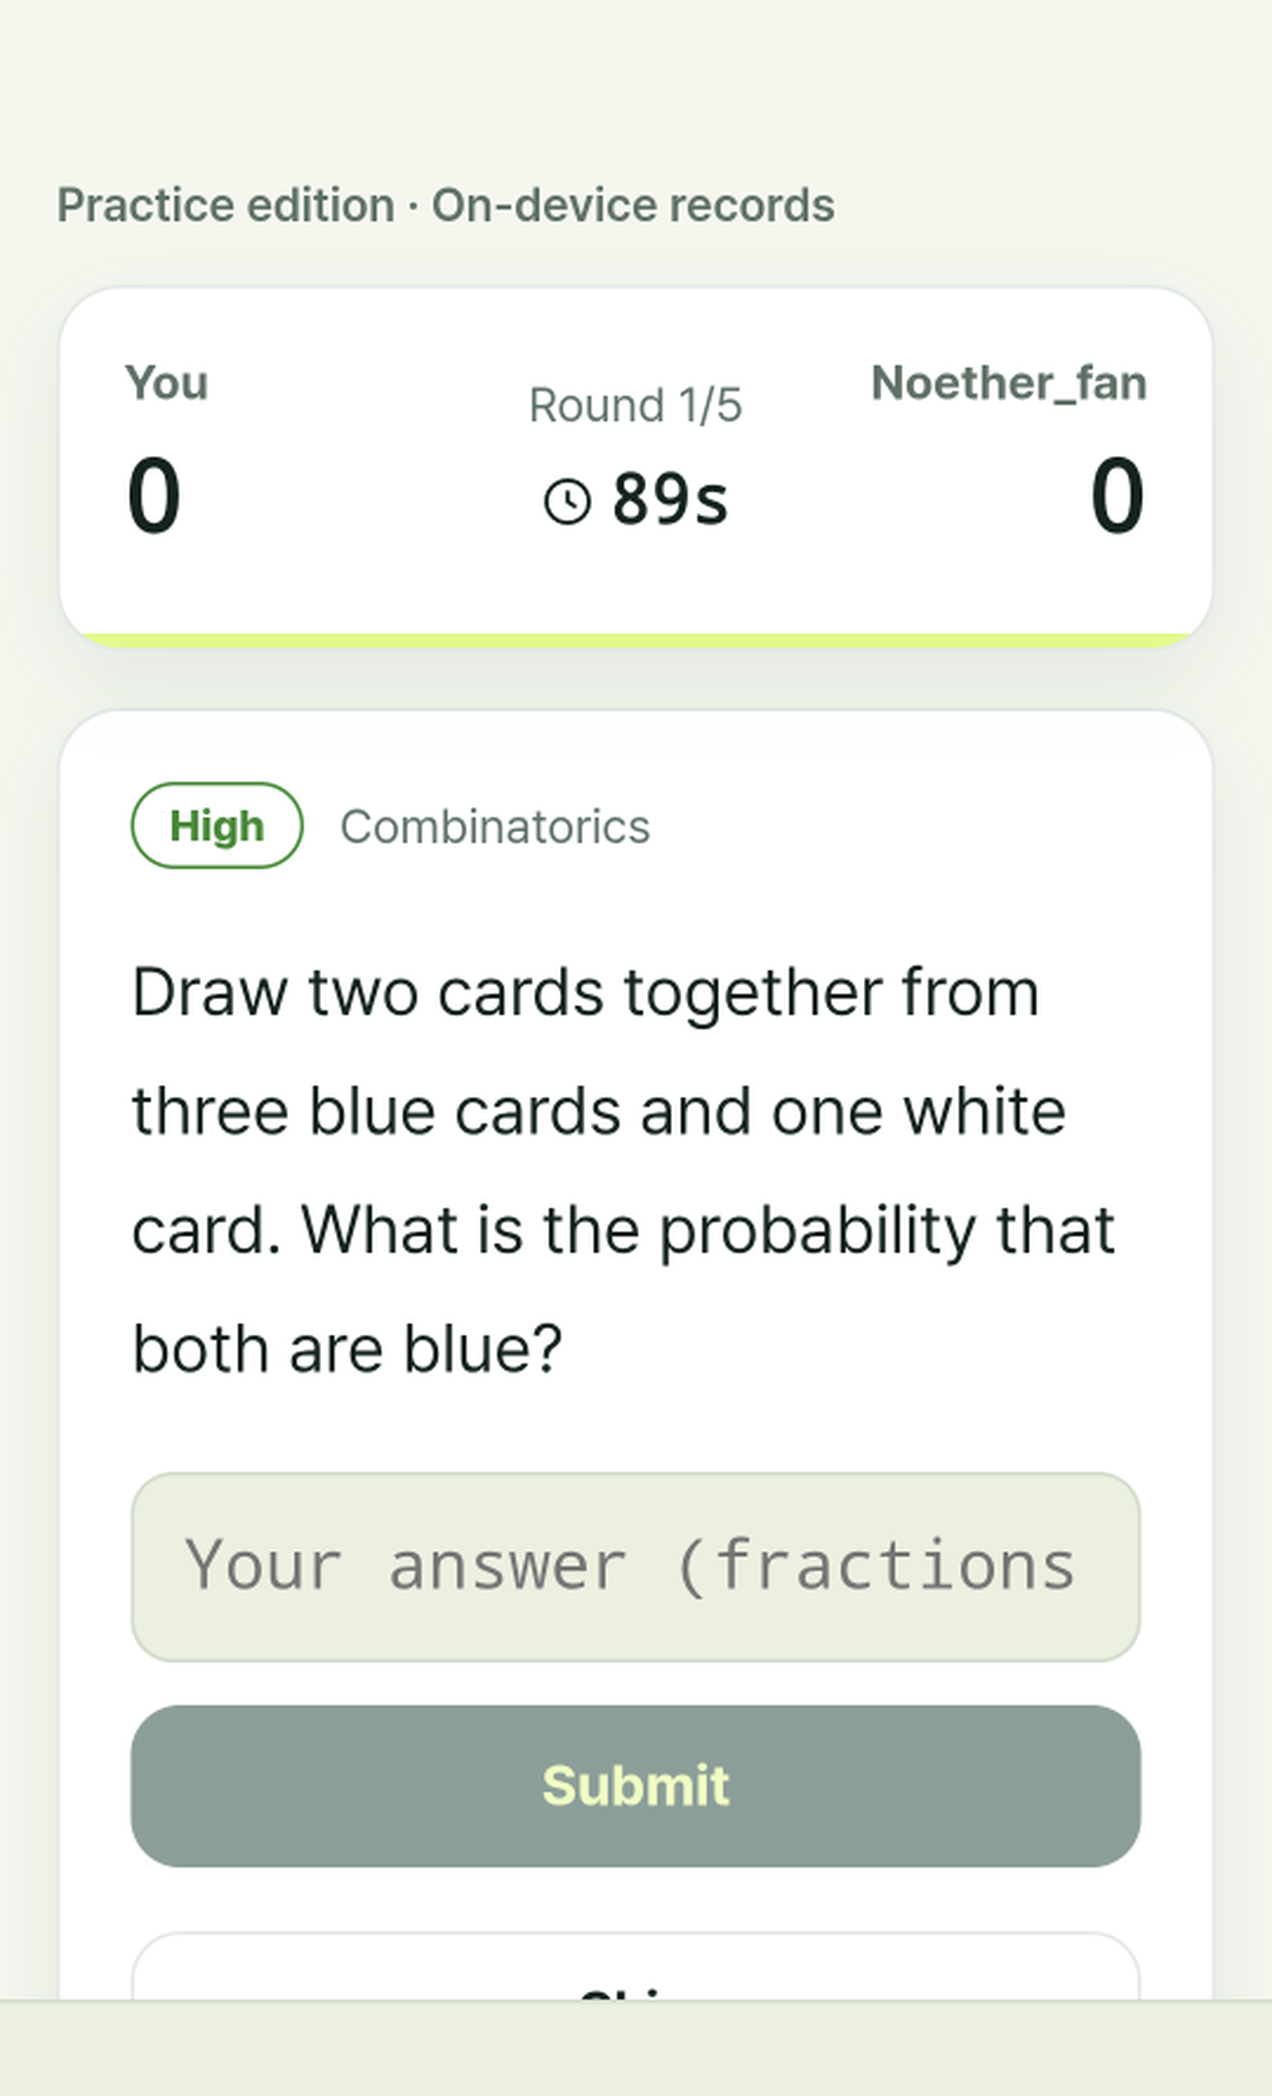 Practice edition · On-device records
You
Round 1/5
Noether_fan
0
89s
0
High
Combinatorics
Draw two cards together from
three blue cards and one white
card. What is the probability that
both are blue?
Your answer (fractions
Submit